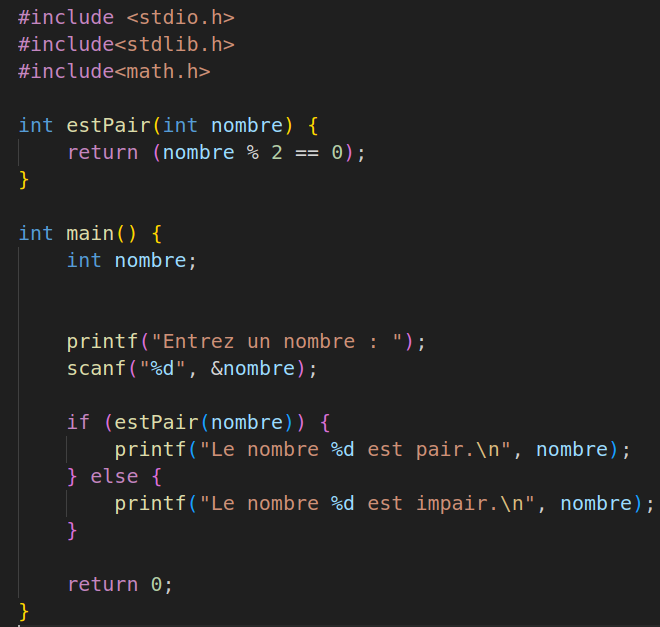 #include <stdio.h>
#include<stdlib.h>
#include<math.h>
int estPair(int nombre) {
    return (nombre % 2 == 0);
}
int main() {
    int nombre;
    printf("Entrez un nombre : ");
    scanf("%d", &nombre);
    if (estPair(nombre)) {
        printf("Le nombre %d est pair.\n", nombre);
    } else {
        printf("Le nombre %d est impair.\n", nombre);
    }
    return 0;
}